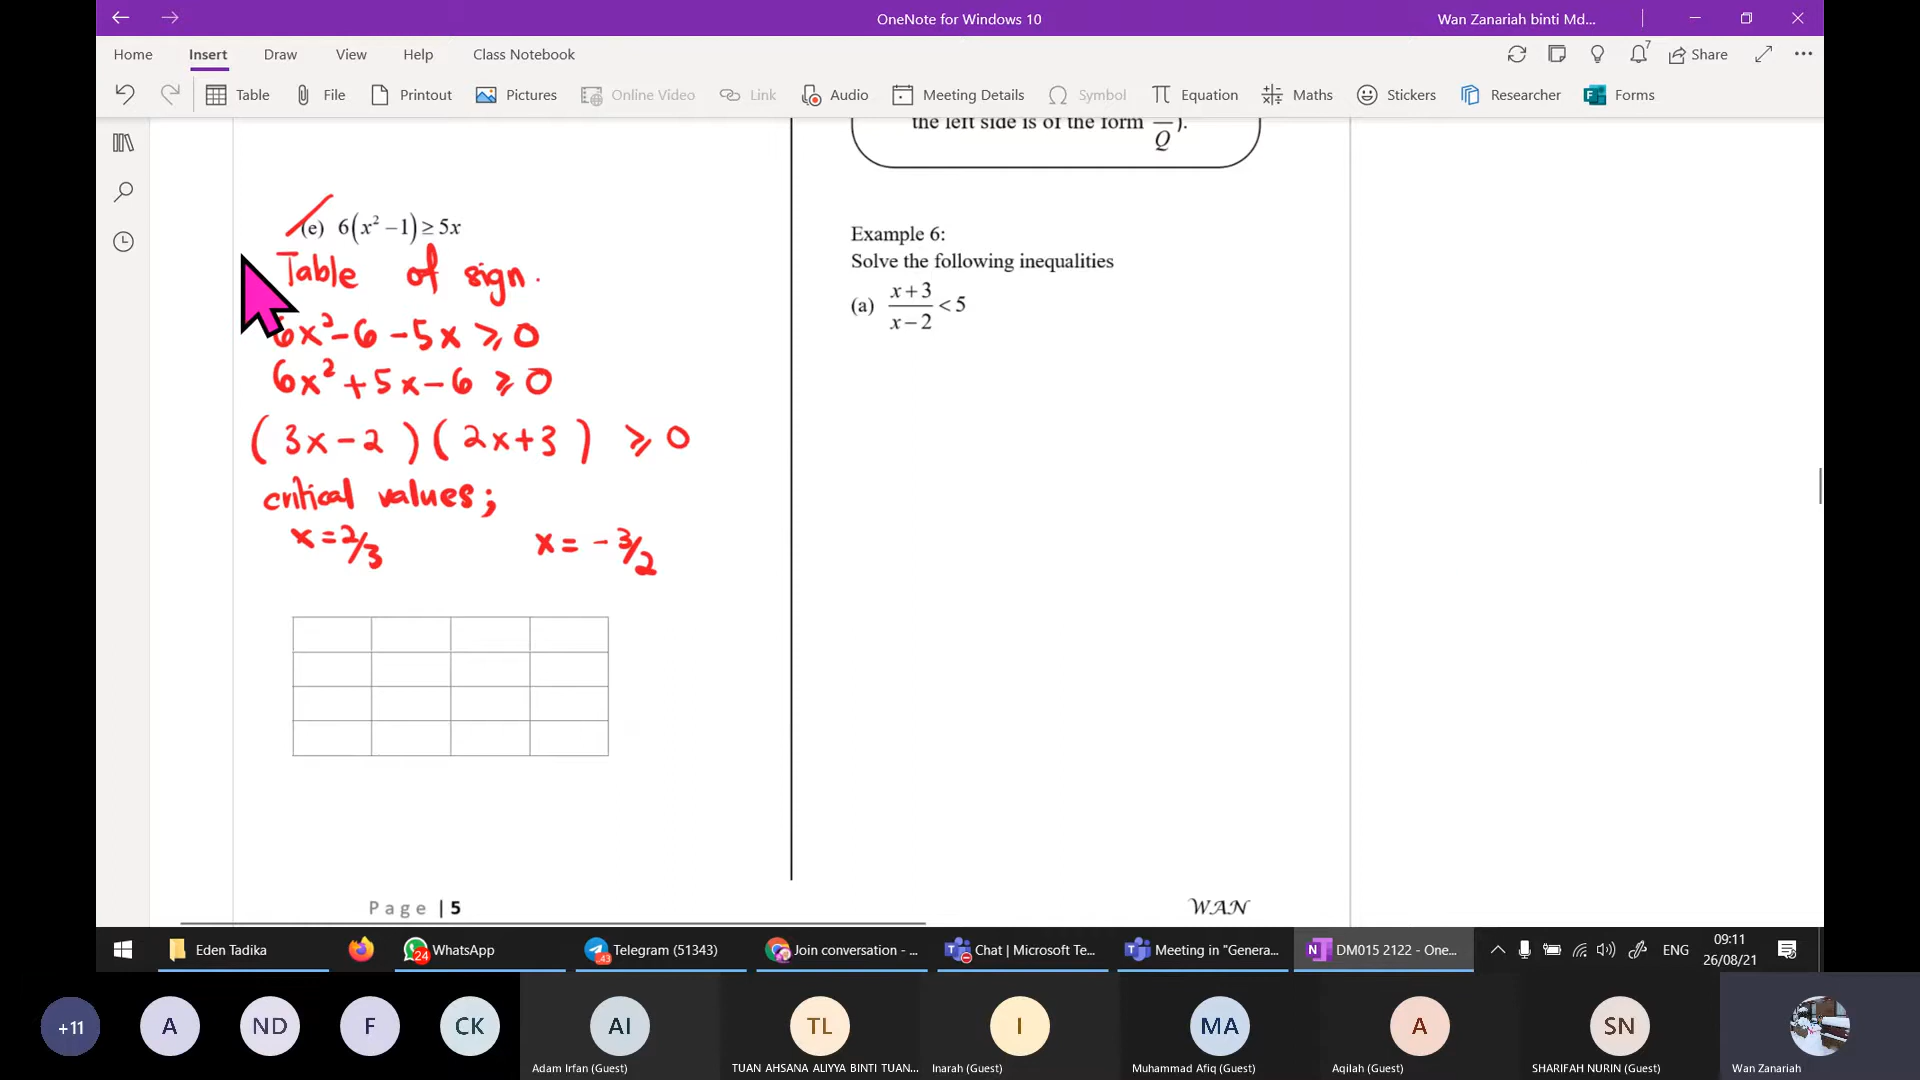 OneNote for Windows 10
Wan Zanariah binti Md...
Home Insert Draw View Help Class Notebook
7
Share
Table File Printout Pictures Online Video Link Audio Meeting Details Symbol Equation Maths Stickers Researcher Forms
the left side is of the form — ).
Q
(e) 6(x² −1) ≥ 5x
Table of sign.
6x² - 6 - 5x ⩾ 0
6x² + 5x - 6 ⩾ 0
(3x - 2)(2x + 3) ⩾ 0
critical values;
x = 2/3 x = - 3/2
Example 6:
Solve the following inequalities
(a) x + 3
x − 2 < 5
Page | 5
WAN
Eden Tadika
24 WhatsApp
43 Telegram (51343)
Join conversation - ...
Chat | Microsoft Te...
Meeting in "Genera...
DM015 2122 - One...
ENG
09:11
26/08/21
+11
A
ND
F
CK
AI
Adam Irfan (Guest)
TL
TUAN AHSANA ALIYYA BINTI TUAN...
I
Inarah (Guest)
MA
Muhammad Afiq (Guest)
A
Aqilah (Guest)
SN
SHARIFAH NURIN (Guest)
Wan Zanariah